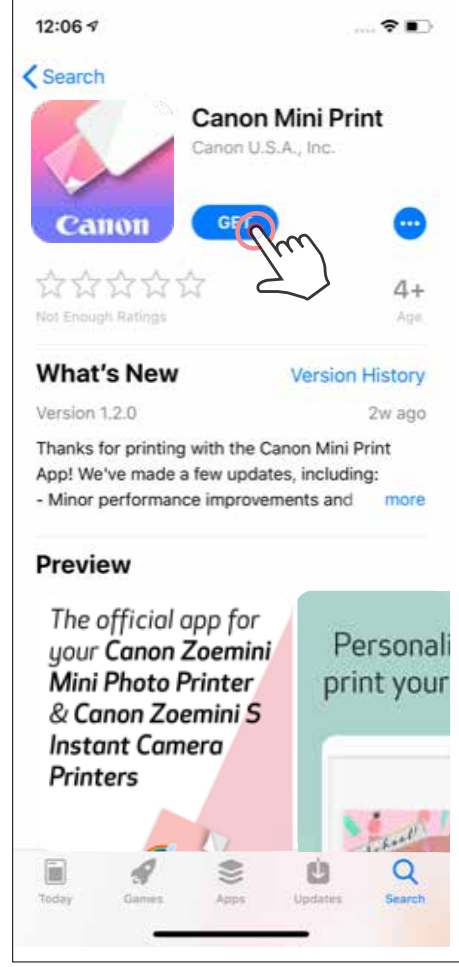 12:06
Search
Canon Mini Print
Canon U.S.A., Inc.
Canon
GET
Not Enough Ratings
4+
Age
What's New
Version History
Version 1.2.0
2w ago
Thanks for printing with the Canon Mini Print
App! We've made a few updates, including:
- Minor performance improvements and
more
Preview
The official app for
your Canon Zoemini
Mini Photo Printer
& Canon Zoemini S
Instant Camera
Printers
Personali
print your
Today
Games
Apps
Updates
Search